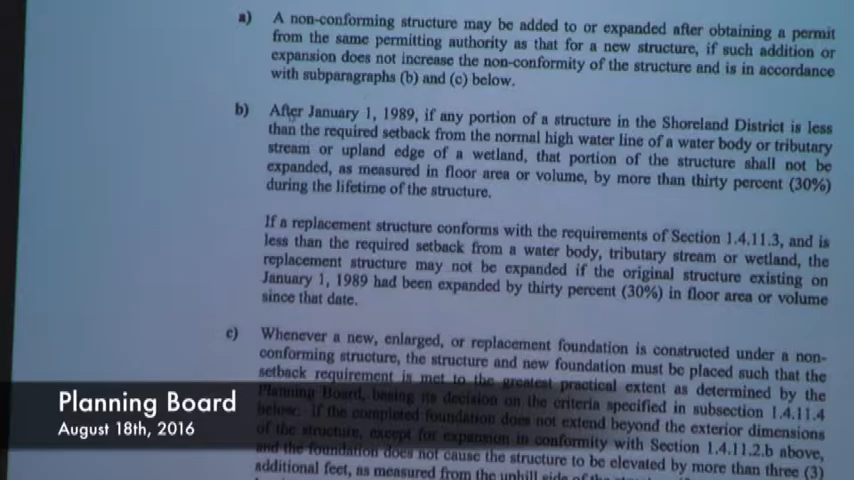 a) A non-conforming structure may be added to or expanded after obtaining a permit
from the same permitting authority as that for a new structure, if such addition or
expansion does not increase the non-conformity of the structure and is in accordance
with subparagraphs (b) and (c) below.
b) After January 1, 1989, if any portion of a structure in the Shoreland District is less
than the required setback from the normal high water line of a water body or tributary
stream or upland edge of a wetland, that portion of the structure shall not be
expanded, as measured in floor area or volume, by more than thirty percent (30%)
during the lifetime of the structure.
If a replacement structure conforms with the requirements of Section 1.4.11.3, and is
less than the required setback from a water body, tributary stream or wetland, the
replacement structure may not be expanded if the original structure existing on
January 1, 1989 had been expanded by thirty percent (30%) in floor area or volume
since that date.
c) Whenever a new, enlarged, or replacement foundation is constructed under a non-
conforming structure, the structure and new foundation must be placed such that the
setback requirement is met to the greatest practical extent as determined by the
Planning Board, basing its decision on the criteria specified in subsection 1.4.11.4
below. If the completed foundation does not extend beyond the exterior dimensions
of the structure, except for expansion in conformity with Section 1.4.11.2.b above,
and the foundation does not cause the structure to be elevated by more than three (3)
additional feet, as measured from the uphill side of the
Planning Board
August 18th, 2016